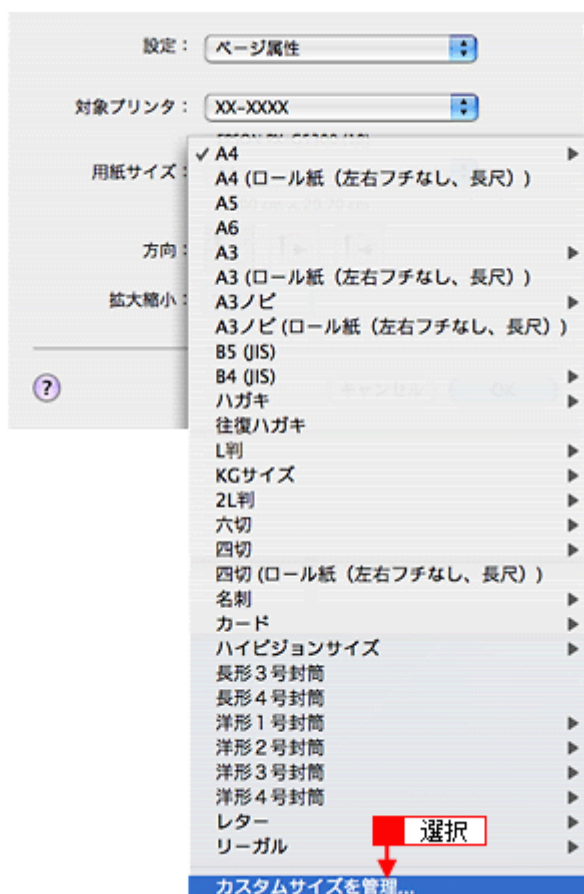 設定： ページ属性
対象プリンタ： XX-XXXX
用紙サイズ：
✓ A4
A4 (ロール紙（左右フチなし、長尺）)
A5
A6
方向：
A3
A3 (ロール紙（左右フチなし、長尺）)
拡大縮小：
A3ノビ
A3ノビ (ロール紙（左右フチなし、長尺）)
B5 (JIS)
B4 (JIS)
?
キャンセル
OK
ハガキ
往復ハガキ
L判
KGサイズ
2L判
六切
四切
四切 (ロール紙（左右フチなし、長尺）)
名刺
カード
ハイビジョンサイズ
長形３号封筒
長形４号封筒
洋形１号封筒
洋形２号封筒
洋形３号封筒
洋形４号封筒
レター
リーガル
選択
カスタムサイズを管理...